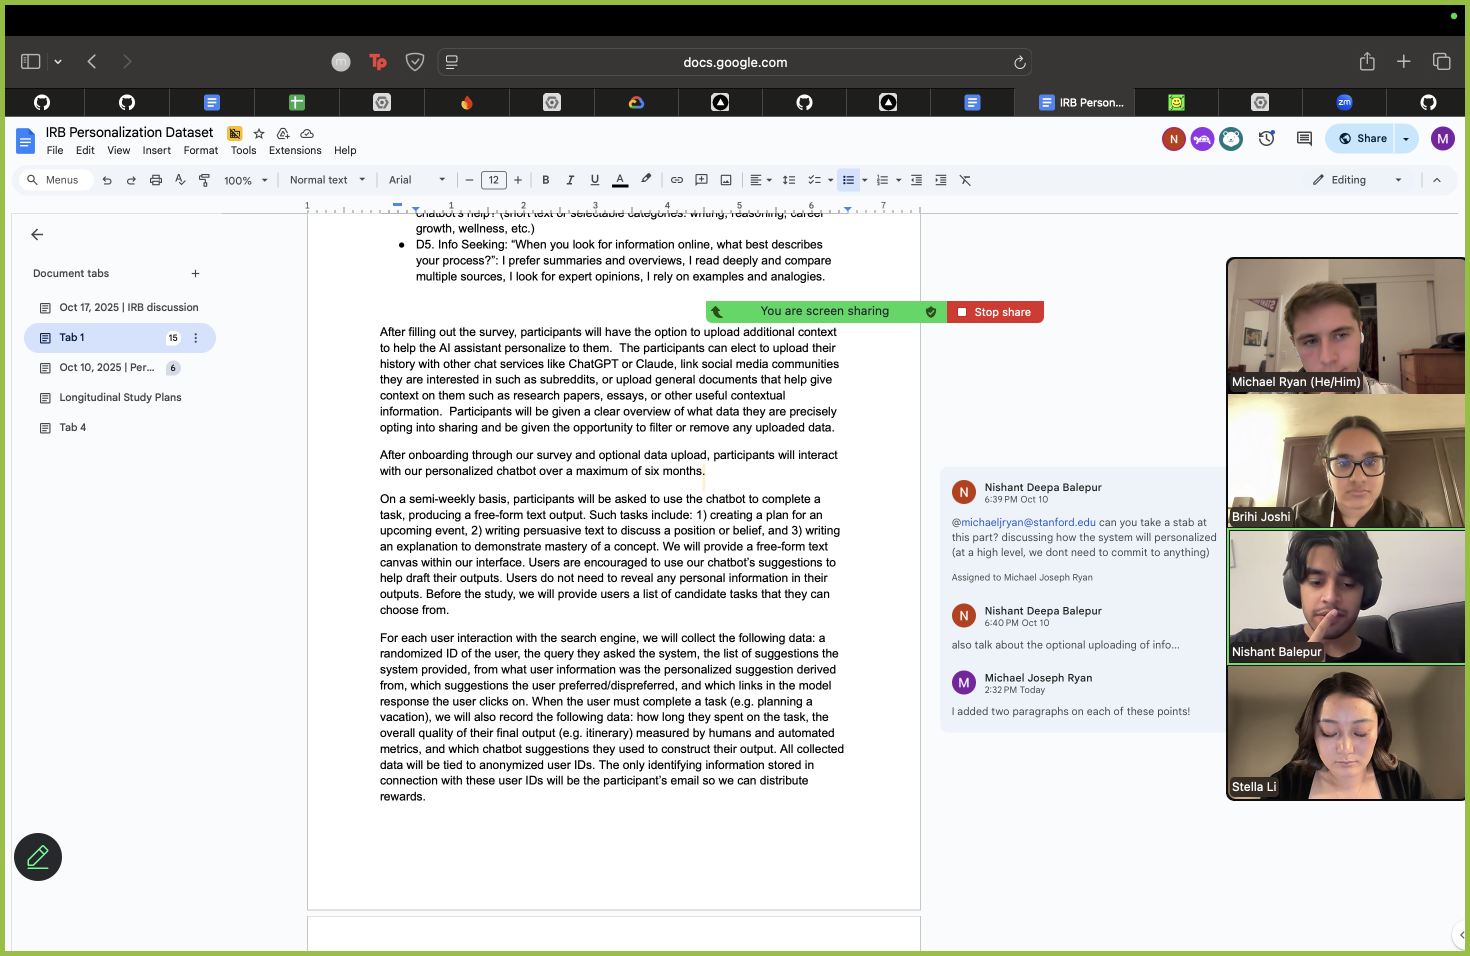 docs.google.com
IRB Person...
zm
Tp
m
IRB Personalization Dataset
File Edit View Insert Format Tools Extensions Help
N
Share
M
Menus
100%
Normal text
Arial
12
B I U A
Editing
1 1 2 3 4 5 6 7
Document tabs
Oct 17, 2025 | IRB discussion
Tab 1 15
Oct 10, 2025 | Per... 6
Longitudinal Study Plans
Tab 4
chatbot's help? (short text or selectable categories: writing, reasoning, career
growth, wellness, etc.)
● D5. Info Seeking: “When you look for information online, what best describes
your process?”: I prefer summaries and overviews, I read deeply and compare
multiple sources, I look for expert opinions, I rely on examples and analogies.
You are screen sharing
Stop share
After filling out the survey, participants will have the option to upload additional context
to help the AI assistant personalize to them. The participants can elect to upload their
history with other chat services like ChatGPT or Claude, link social media communities
they are interested in such as subreddits, or upload general documents that help give
context on them such as research papers, essays, or other useful contextual
information. Participants will be given a clear overview of what data they are precisely
opting into sharing and be given the opportunity to filter or remove any uploaded data.
After onboarding through our survey and optional data upload, participants will interact
with our personalized chatbot over a maximum of six months.
On a semi-weekly basis, participants will be asked to use the chatbot to complete a
task, producing a free-form text output. Such tasks include: 1) creating a plan for an
upcoming event, 2) writing persuasive text to discuss a position or belief, and 3) writing
an explanation to demonstrate mastery of a concept. We will provide a free-form text
canvas within our interface. Users are encouraged to use our chatbot's suggestions to
help draft their outputs. Users do not need to reveal any personal information in their
outputs. Before the study, we will provide users a list of candidate tasks that they can
choose from.
For each user interaction with the search engine, we will collect the following data: a
randomized ID of the user, the query they asked the system, the list of suggestions the
system provided, from what user information was the personalized suggestion derived
from, which suggestions the user preferred/dispreferred, and which links in the model
response the user clicks on. When the user must complete a task (e.g. planning a
vacation), we will also record the following data: how long they spent on the task, the
overall quality of their final output (e.g. itinerary) measured by humans and automated
metrics, and which chatbot suggestions they used to construct their output. All collected
data will be tied to anonymized user IDs. The only identifying information stored in
connection with these user IDs will be the participant's email so we can distribute
rewards.
N
Nishant Deepa Balepur
6:39 PM Oct 10
@michaeljryan@stanford.edu can you take a stab at
this part? discussing how the system will personalized
(at a high level, we dont need to commit to anything)
Assigned to Michael Joseph Ryan
N
Nishant Deepa Balepur
6:40 PM Oct 10
also talk about the optional uploading of info...
M
Michael Joseph Ryan
2:32 PM Today
I added two paragraphs on each of these points!
Michael Ryan (He/Him)
Brihi Joshi
Nishant Balepur
Stella Li